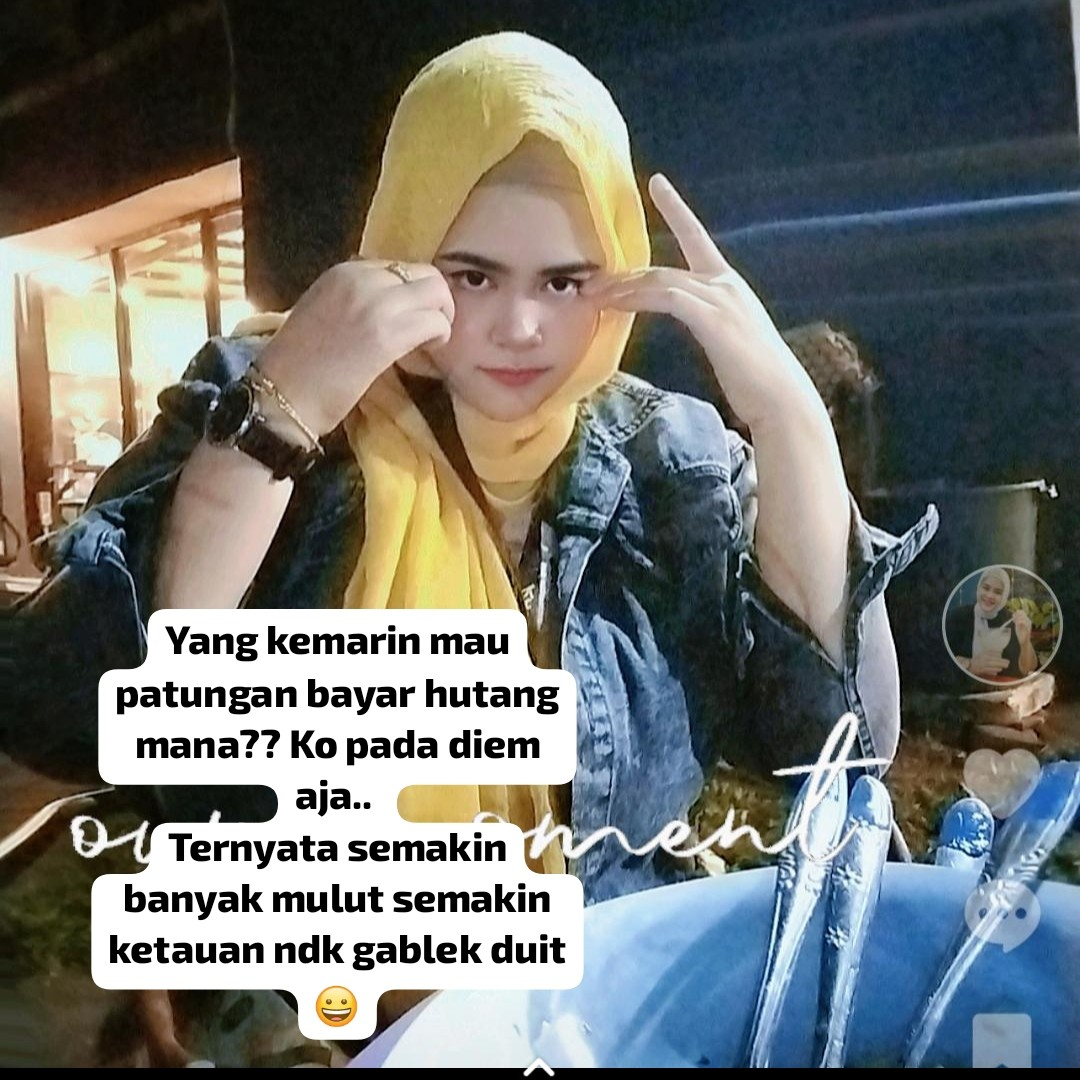 Yang kemarin mau
patungan bayar hutang
mana?? Ko pada diem
aja..
Ternyata semakin
banyak mulut semakin
ketauan ndk gablek duit
😀